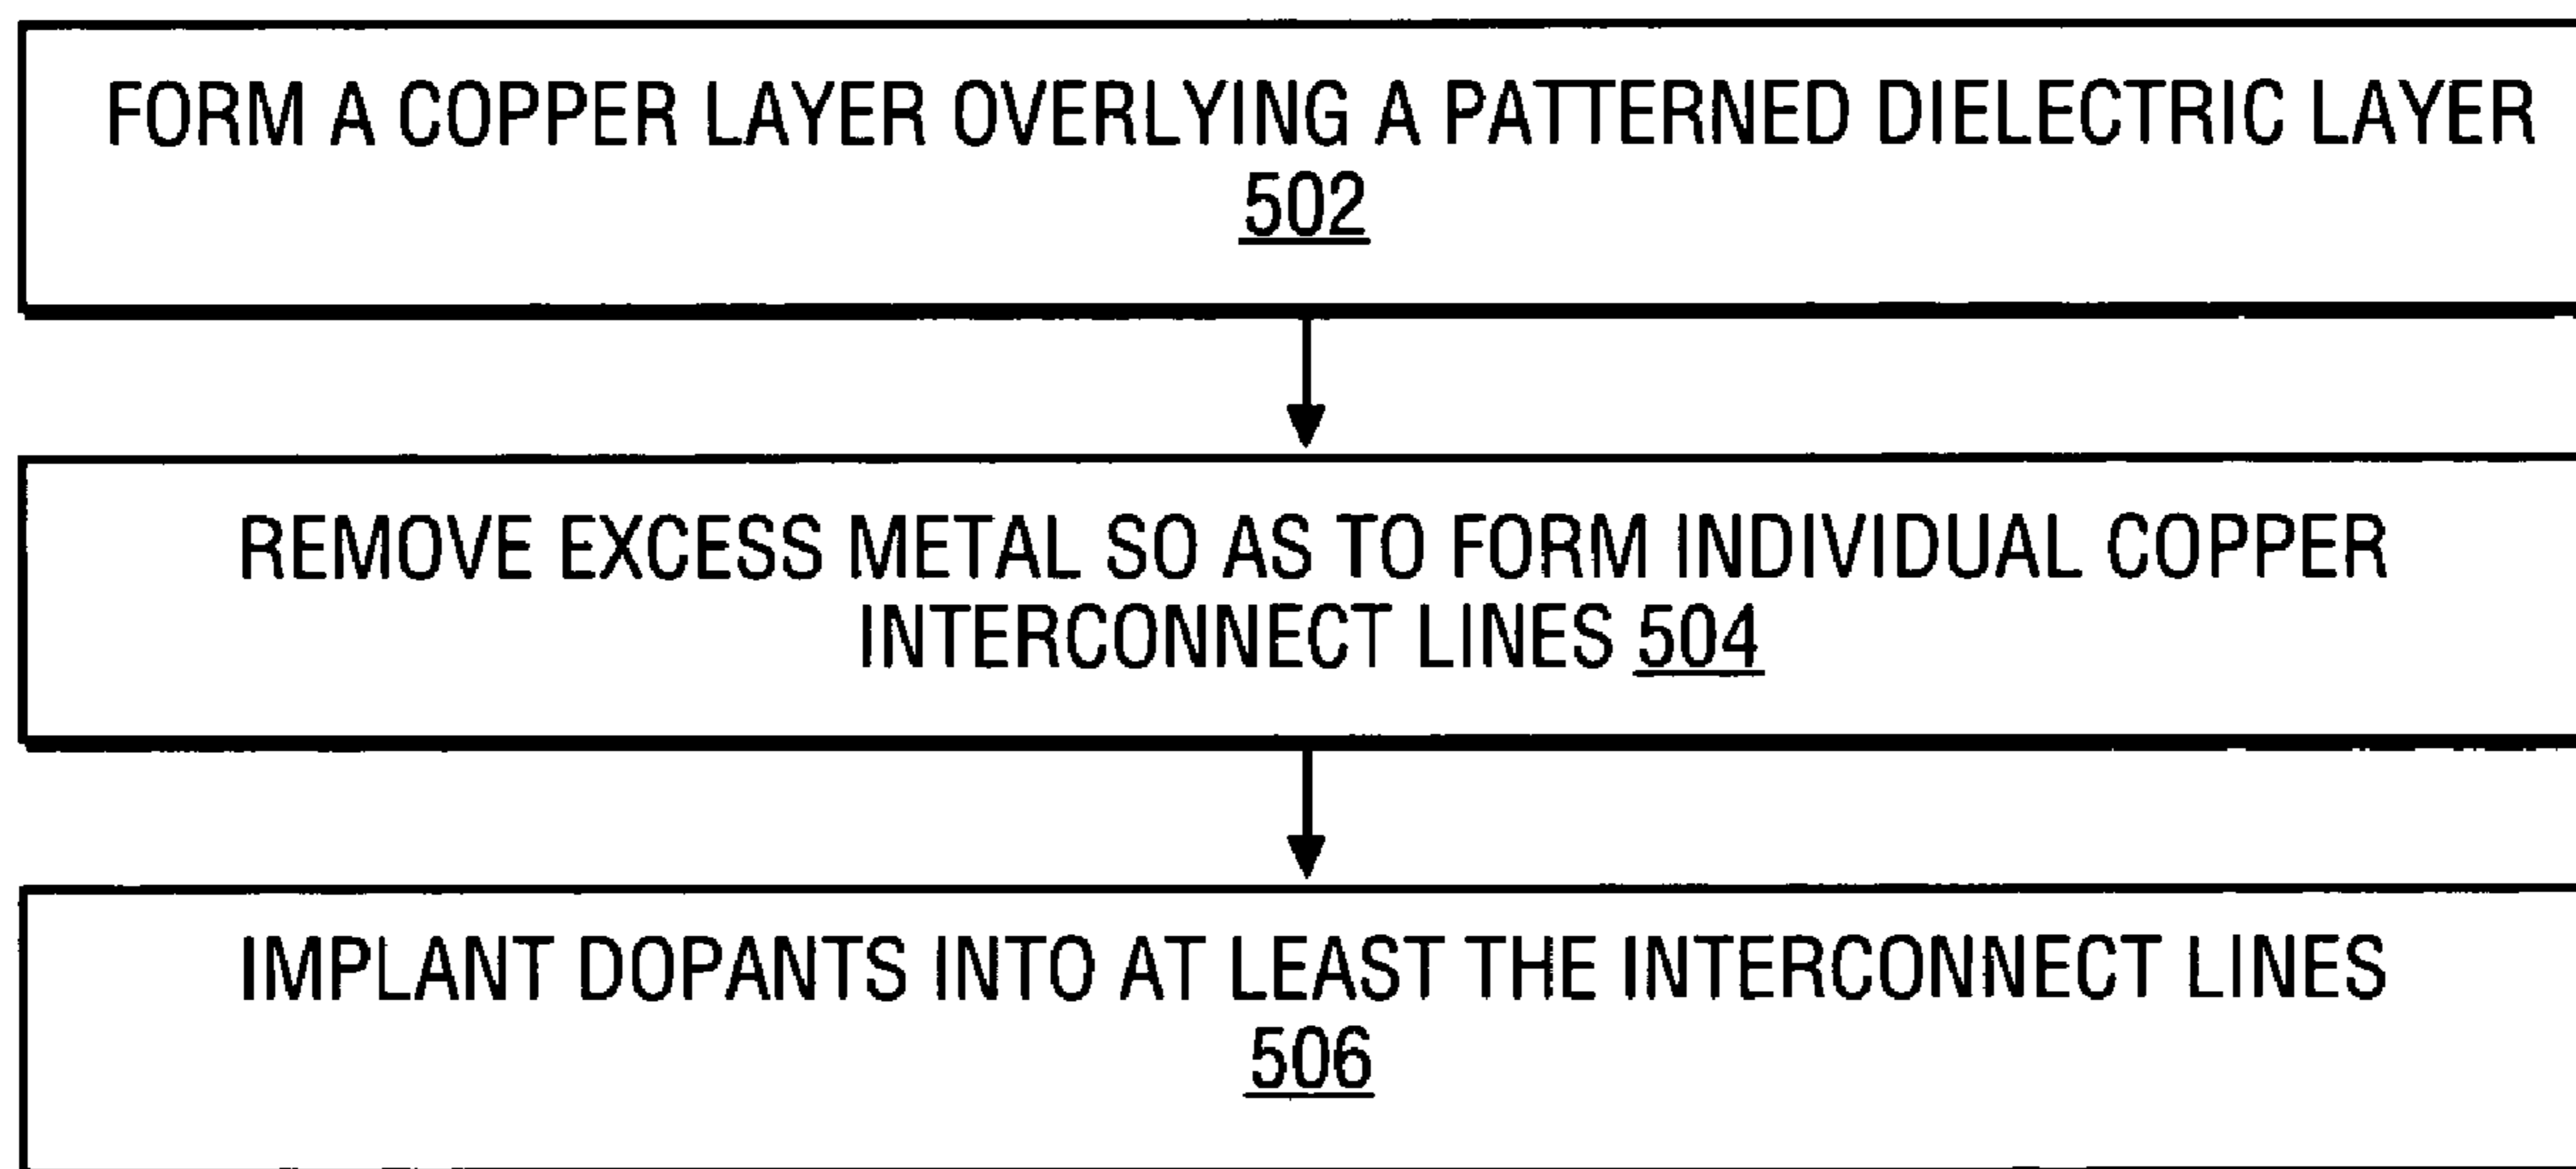 FORM A COPPER LAYER OVERLYING A PATTERNED DIELECTRIC LAYER
502
REMOVE EXCESS METAL SO AS TO FORM INDIVIDUAL COPPER
INTERCONNECT LINES 504
IMPLANT DOPANTS INTO AT LEAST THE INTERCONNECT LINES
506